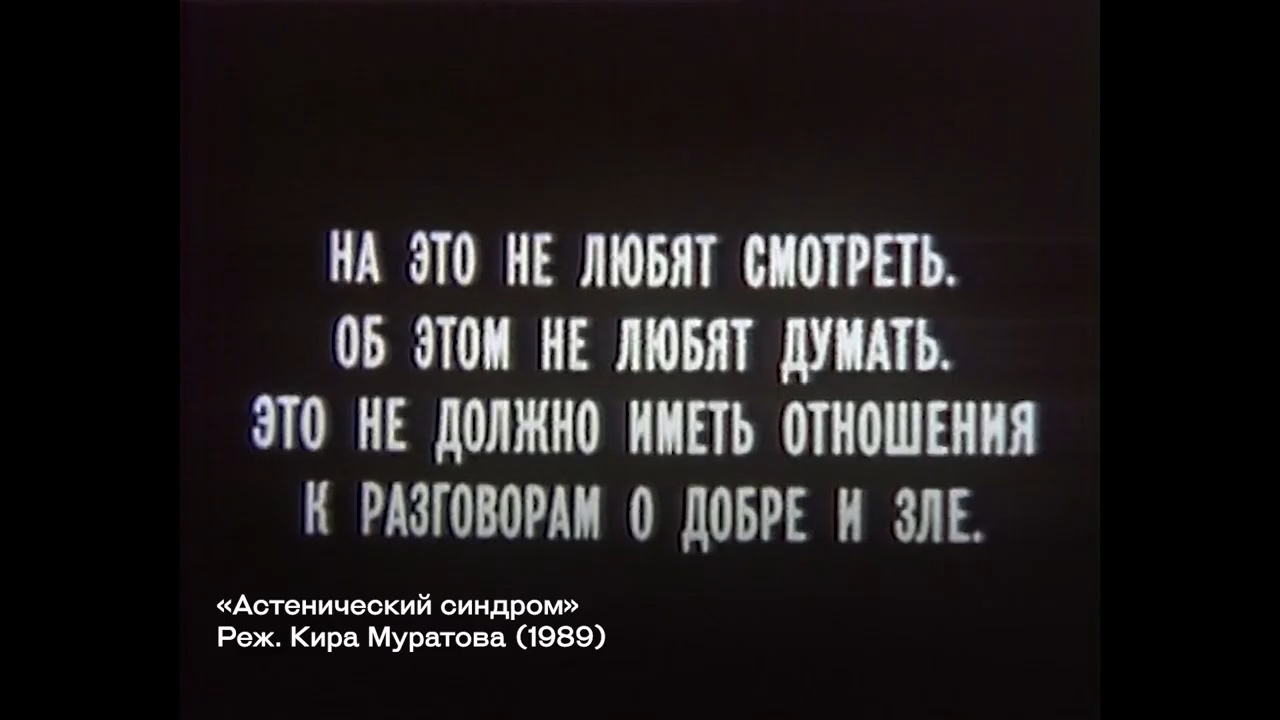 НА ЭТО НЕ ЛЮБЯТ СМОТРЕТЬ.
ОБ ЭТОМ НЕ ЛЮБЯТ ДУМАТЬ.
ЭТО НЕ ДОЛЖНО ИМЕТЬ ОТНОШЕНИЯ
К РАЗГОВОРАМ О ДОБРЕ И ЗЛЕ.
«Астенический синдром»
Реж. Кира Муратова (1989)